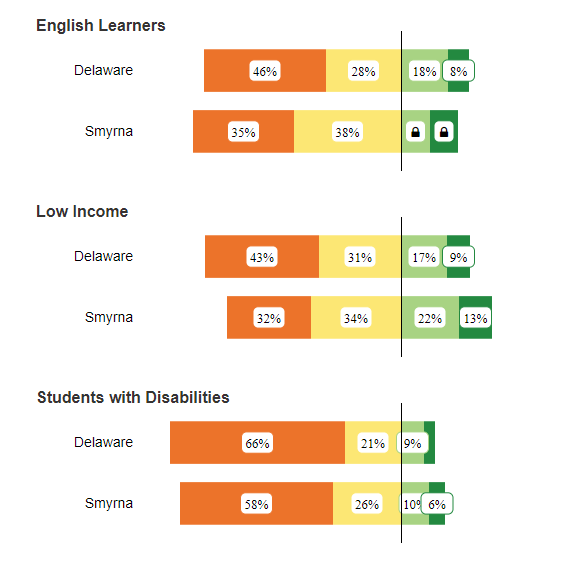 English Learners
Delaware 46% 28% 18% 8%
Smyrna 35% 38%
Low Income
Delaware 43% 31% 17% 9%
Smyrna 32% 34% 22% 13%
Students with Disabilities
Delaware 66% 21% 9%
Smyrna 58% 26% 10% 6%